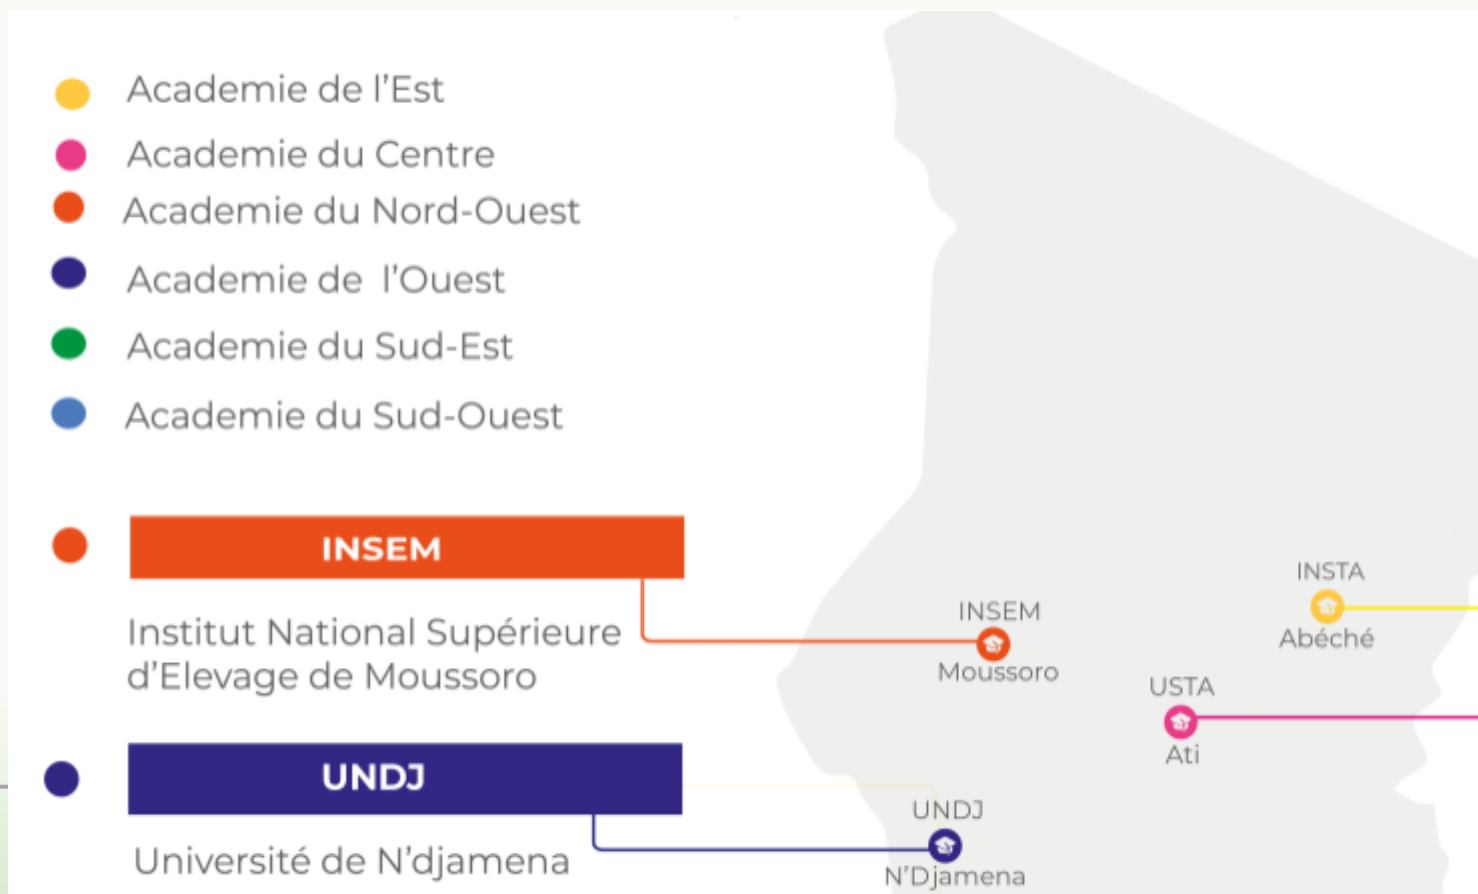 Academie de l'Est
Academie du Centre
Academie du Nord-Ouest
Academie de l'Ouest
Academie du Sud-Est
Academie du Sud-Ouest
INSEM
Institut National Supérieure
d'Elevage de Moussoro
UNDJ
Université de N'djamena
INSTA
Abéché
INSEM
Moussoro
USTA
Ati
UNDJ
N'Djamena